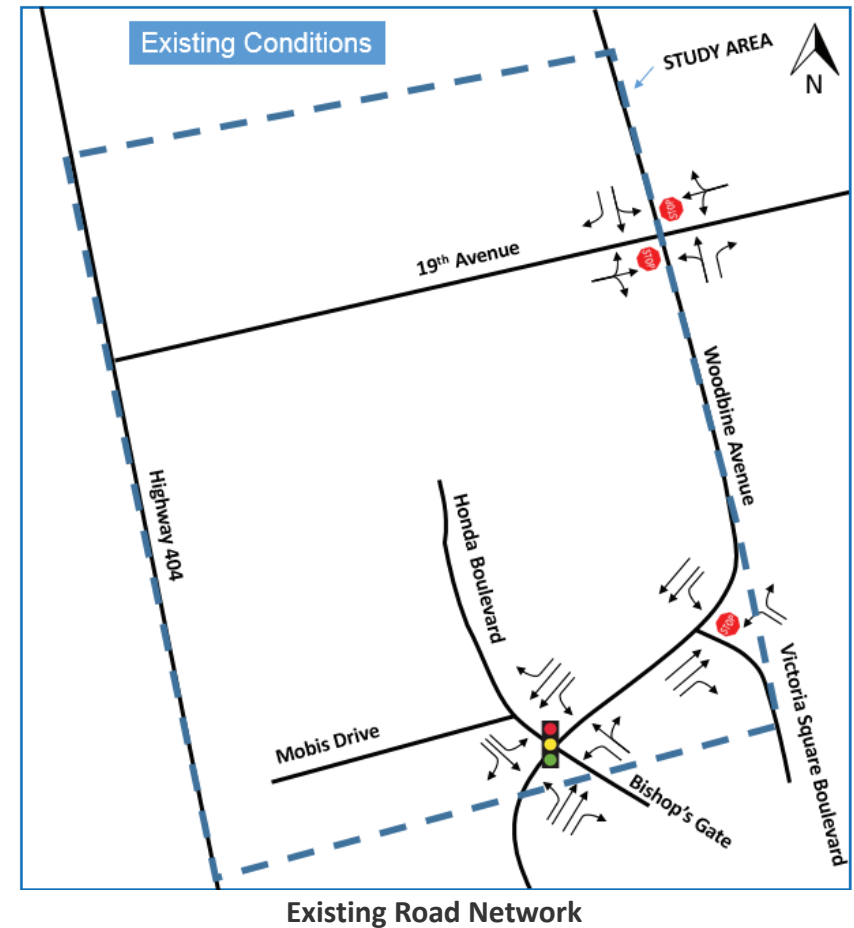 Existing Conditions
STUDY AREA
N
STOP
19th Avenue
STOP
Woodbine Avenue
Highway 404
Honda Boulevard
STOP
Victoria Square Boulevard
Mobis Drive
Bishop's Gate
Existing Road Network